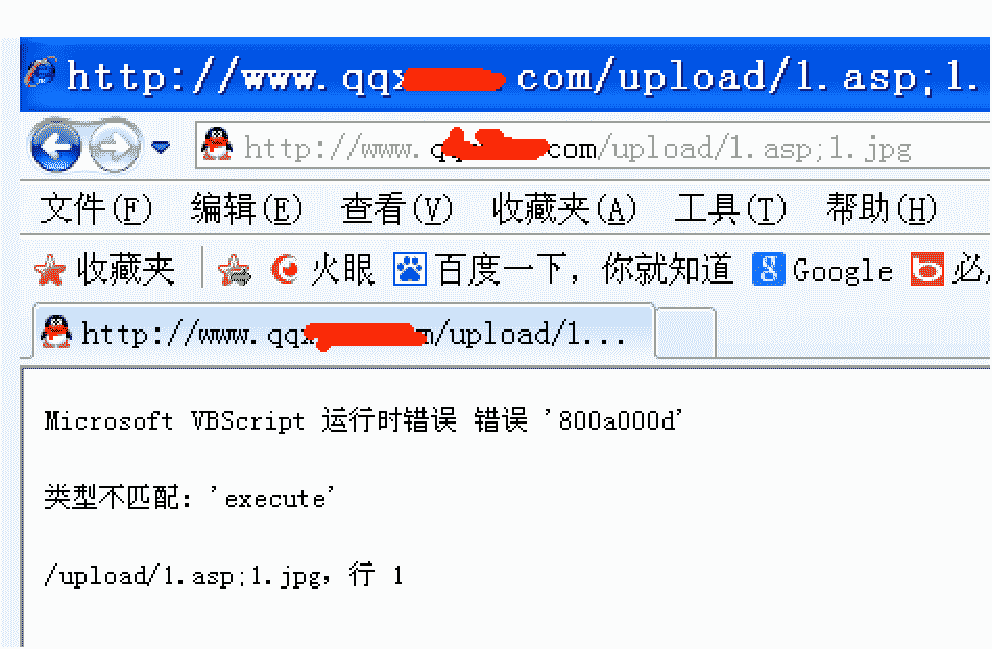 http://www.qqx .com/upload/1.asp;1.
http://www.q com/upload/1.asp;1.jpg
文件(F) 编辑(E) 查看(V) 收藏夹(A) 工具(T) 帮助(H)
收藏夹 火眼 百度一下，你就知道 Google 必
http://www.qqx m/upload/1...
Microsoft VBScript 运行时错误 错误 '800a000d'
类型不匹配: 'execute'
/upload/1.asp;1.jpg，行 1